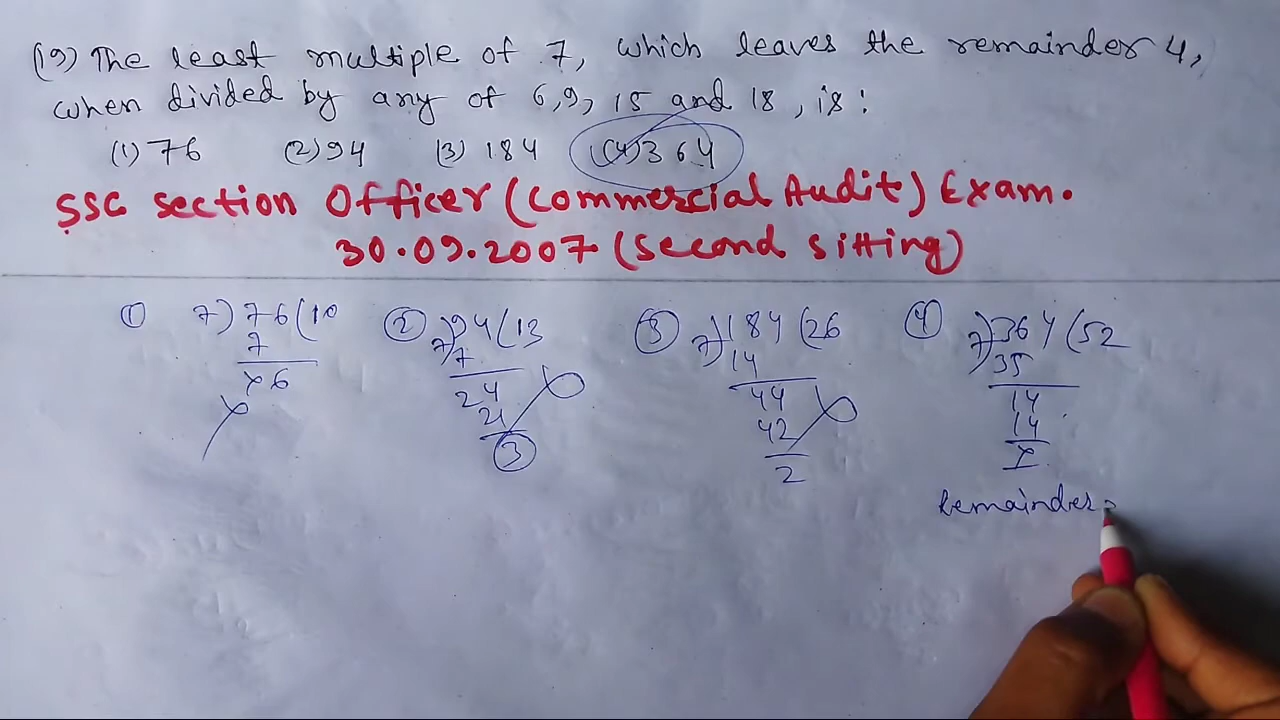 (19) The least multiple of 7, which leaves the remainder 4,
when divided by any of 6,9, 15 and 18, is:
(1) 76 (2) 94 (3) 184 (4) 364
SSC Section Officer (Commercial Audit) Exam.
30.09.2007 (Second Sitting)
① 7) 76 (10 ② 7) 94 (13 ③ 7) 184 (26 ④ 7) 364 (52
7 7 14 35
x6 24 44 14
21 42 14
3 2 x
Remainder